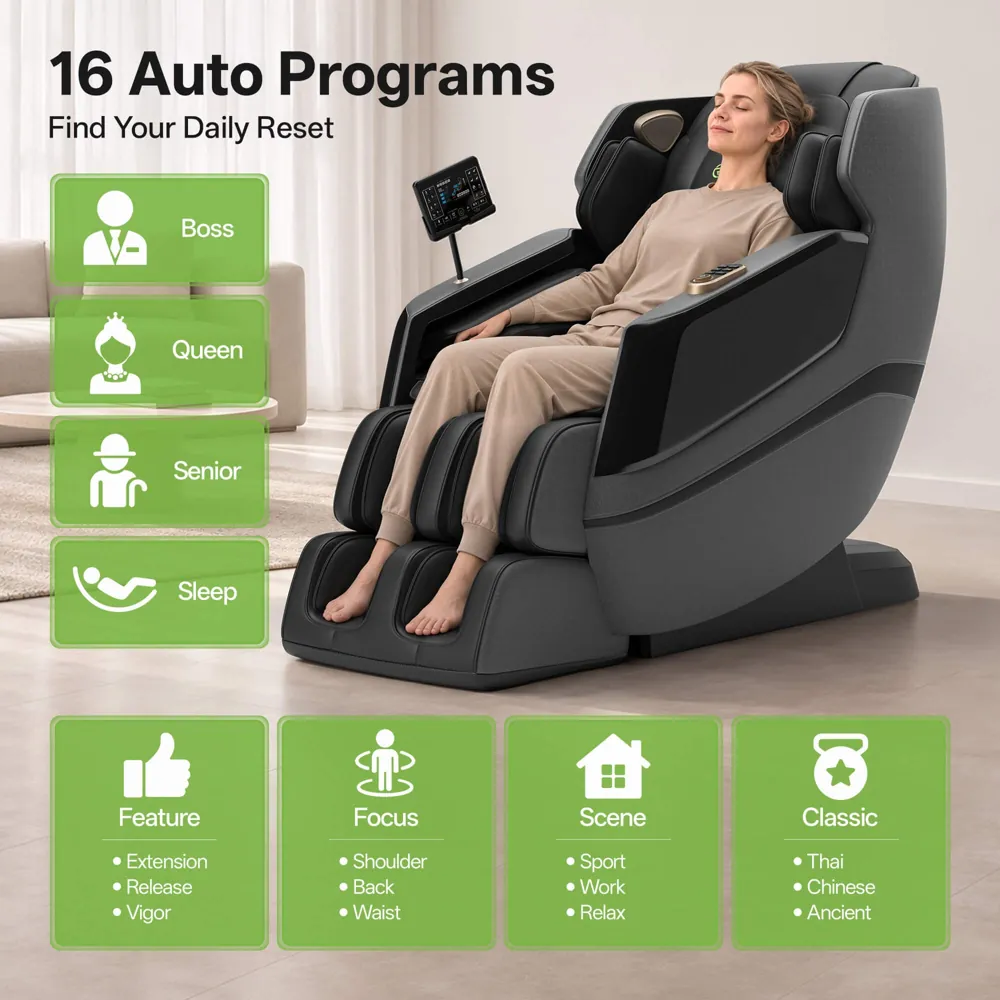 16 Auto Programs
Find Your Daily Reset
Boss
Queen
Senior
Sleep
Feature
• Extension
• Release
• Vigor
Focus
• Shoulder
• Back
• Waist
Scene
• Sport
• Work
• Relax
Classic
• Thai
• Chinese
• Ancient